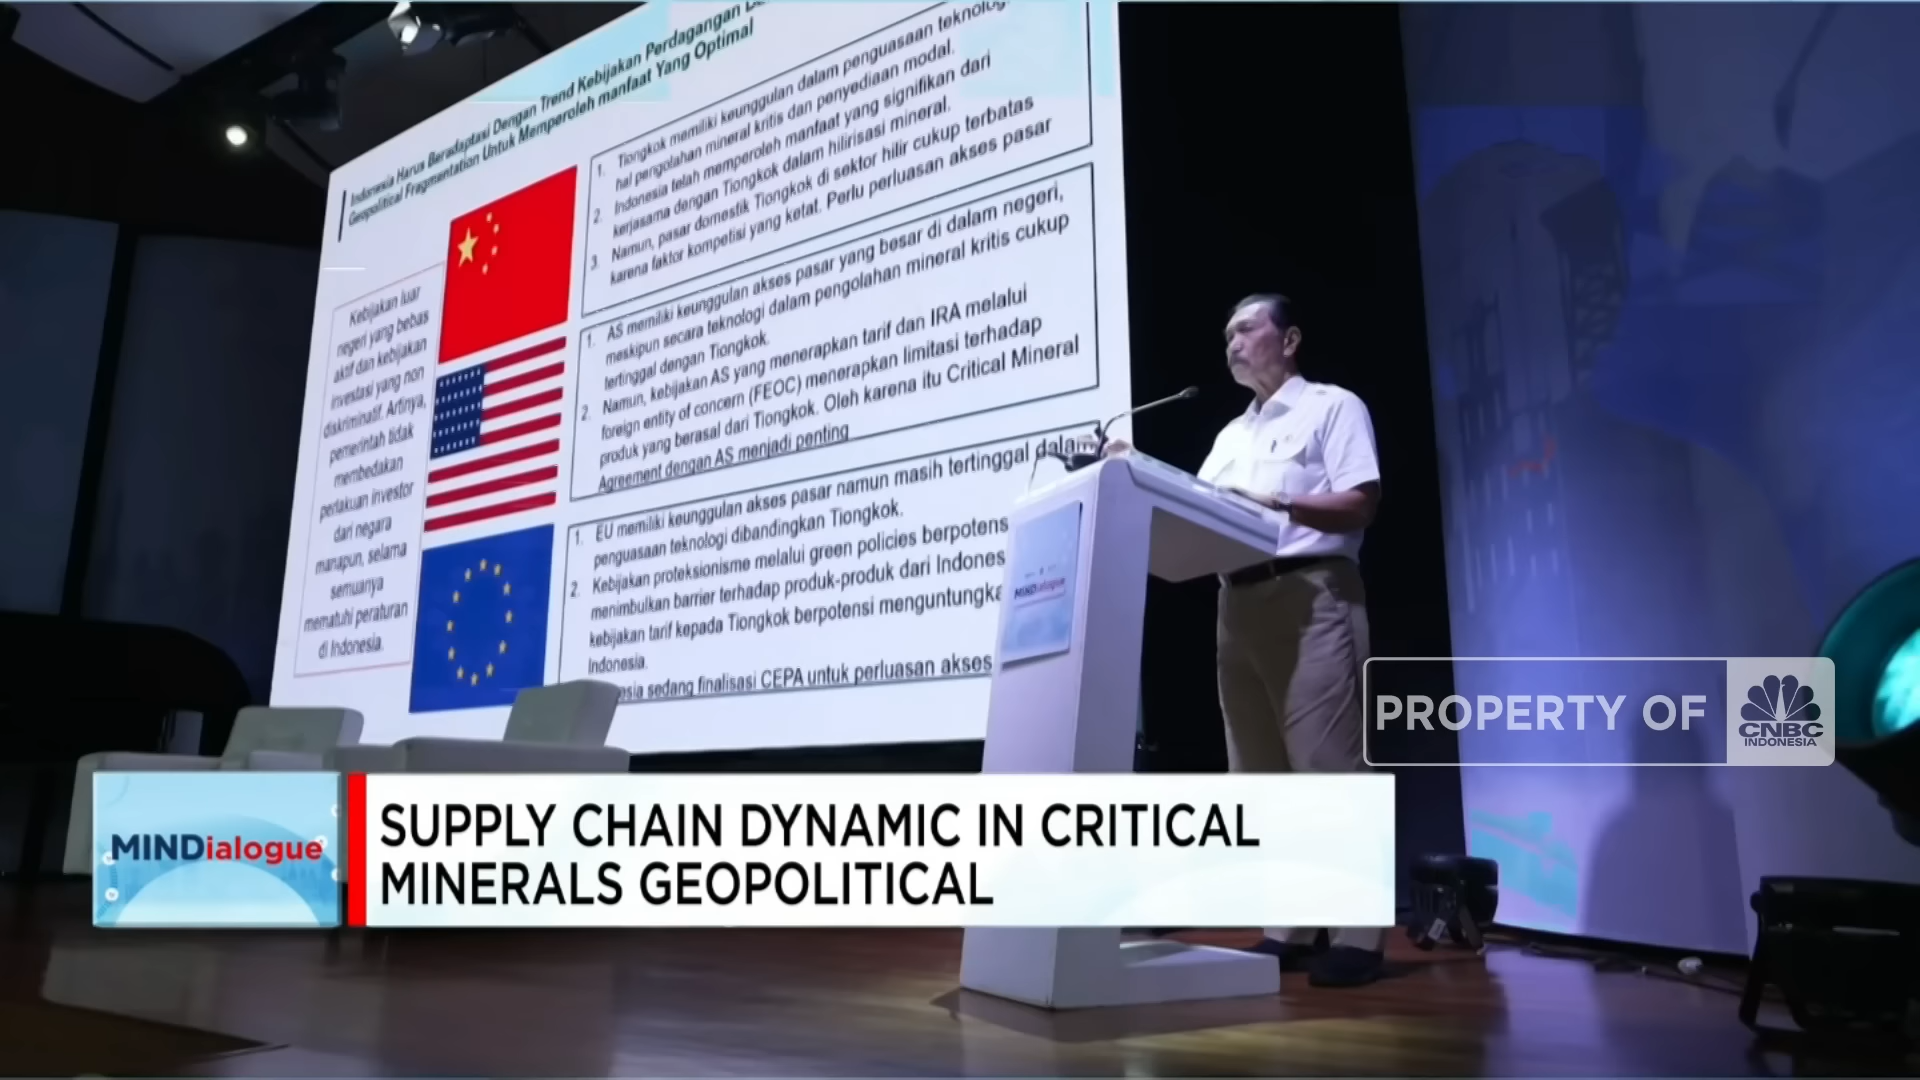 Indonesia Harus Beradaptasi Dengan Trend Kebijakan Perdagangan
Geopolitical Fragmentation Untuk Memperoleh manfaat Yang Optimal
Kebijakan luar
negeri yang bebas
aktif dan kebijakan
investasi yang non
diskriminatif. Artinya,
pemerintah tidak
membedakan
perlakuan investor
dari negara
manapun, selama
semuanya
mematuhi peraturan
di Indonesia.
1. Tiongkok memiliki keunggulan dalam penguasaan teknologi
hal pengolahan mineral kritis dan penyediaan modal.
2. Indonesia telah memperoleh manfaat yang signifikan dari
kerjasama dengan Tiongkok dalam hilirisasi mineral.
3. Namun, pasar domestik Tiongkok di sektor hilir cukup terbatas
karena faktor kompetisi yang ketat. Perlu perluasan akses pasar
1. AS memiliki keunggulan akses pasar yang besar di dalam negeri,
meskipun secara teknologi dalam pengolahan mineral kritis cukup
tertinggal dengan Tiongkok.
2. Namun, kebijakan AS yang menerapkan tarif dan IRA melalui
foreign entity of concern (FEOC) menerapkan limitasi terhadap
produk yang berasal dari Tiongkok. Oleh karena itu Critical Mineral
Agreement dengan AS menjadi penting
1. EU memiliki keunggulan akses pasar namun masih tertinggal dalam
penguasaan teknologi dibandingkan Tiongkok.
2. Kebijakan proteksionisme melalui green policies berpotens
menimbulkan barrier terhadap produk-produk dari Indones
kebijakan tarif kepada Tiongkok berpotensi menguntungka
Indonesia.
esia sedang finalisasi CEPA untuk perluasan akses
MINDialogue
PROPERTY OF CNBC
INDONESIA
MINDialogue
SUPPLY CHAIN DYNAMIC IN CRITICAL
MINERALS GEOPOLITICAL